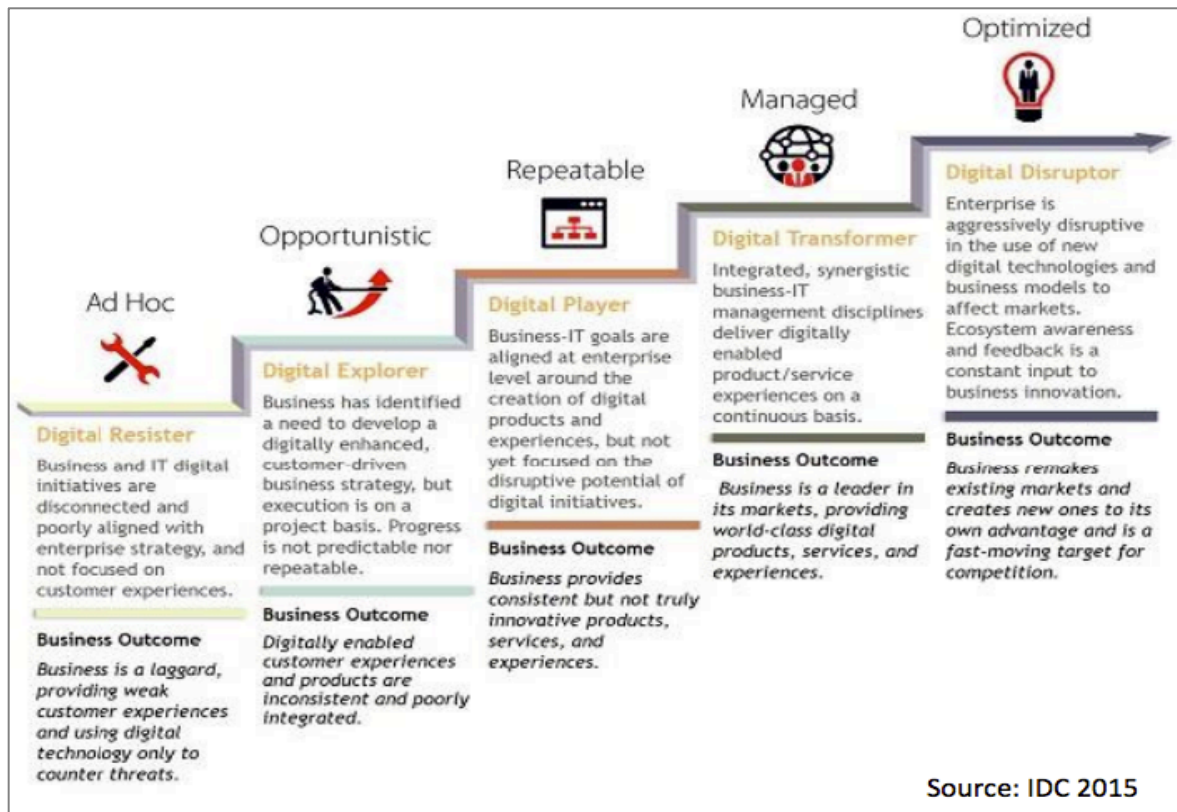 Ad Hoc
Digital Resister
Business and IT digital
initiatives are
disconnected and
poorly aligned with
enterprise strategy, and
not focused on
customer experiences.
Business Outcome
Business is a laggard,
providing weak
customer experiences
and using digital
technology only to
counter threats.
Opportunistic
Digital Explorer
Business has identified
a need to develop a
digitally enhanced,
customer-driven
business strategy, but
execution is on a
project basis. Progress
is not predictable nor
repeatable.
Business Outcome
Digitally enabled
customer experiences
and products are
inconsistent and poorly
integrated.
Repeatable
Digital Player
Business-IT goals are
aligned at enterprise
level around the
creation of digital
products and
experiences, but not
yet focused on the
disruptive potential of
digital initiatives.
Business Outcome
Business provides
consistent but not truly
innovative products,
services, and
experiences.
Managed
Digital Transformer
Integrated, synergistic
business-IT
management disciplines
deliver digitally
enabled
product/service
experiences on a
continuous basis.
Business Outcome
Business is a leader in
its markets, providing
world-class digital
products, services, and
experiences.
Optimized
Digital Disruptor
Enterprise is
aggressively disruptive
in the use of new
digital technologies and
business models to
affect markets.
Ecosystem awareness
and feedback is a
constant input to
business innovation.
Business Outcome
Business remakes
existing markets and
creates new ones to its
own advantage and is a
fast-moving target for
competition.
Source: IDC 2015